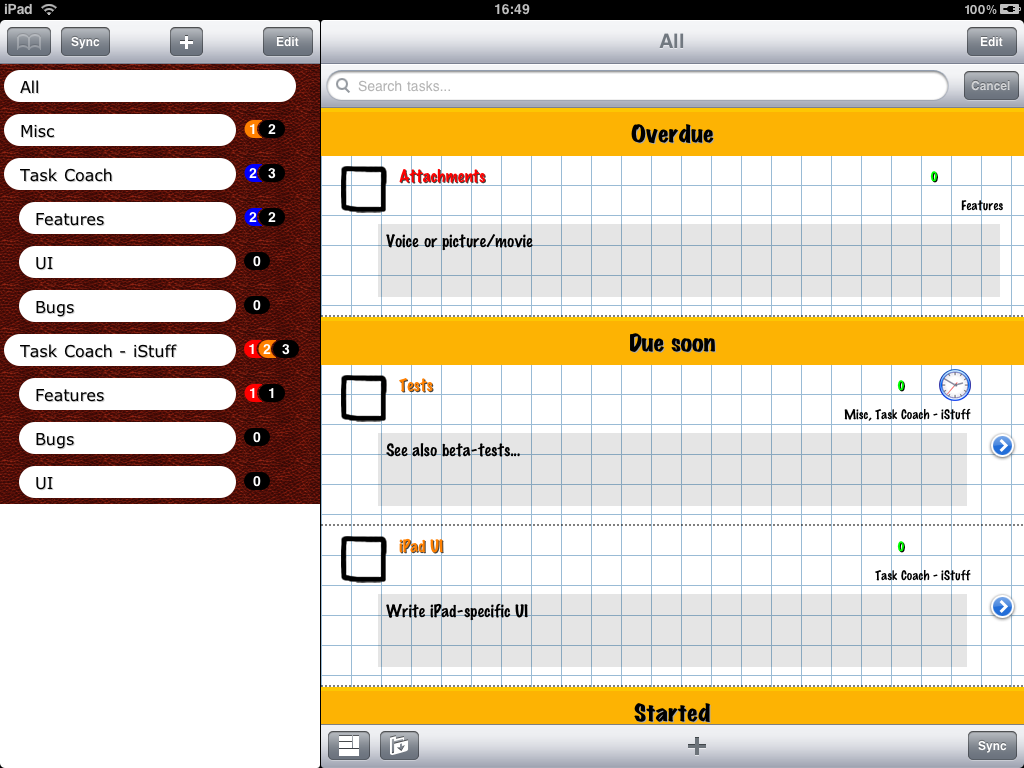 iPad 16:49 100%
Sync + Edit All Edit
Search tasks... Cancel
All
Misc 1 2
Task Coach 2 3
Features 2 2
UI 0
Bugs 0
Task Coach - iStuff 1 2 3
Features 1 1
Bugs 0
UI 0
Overdue
Attachments 0
Features
Voice or picture/movie
Due soon
Tests 0
Misc, Task Coach - iStuff
See also beta-tests...
iPad UI 0
Task Coach - iStuff
Write iPad-specific UI
Started
Sync